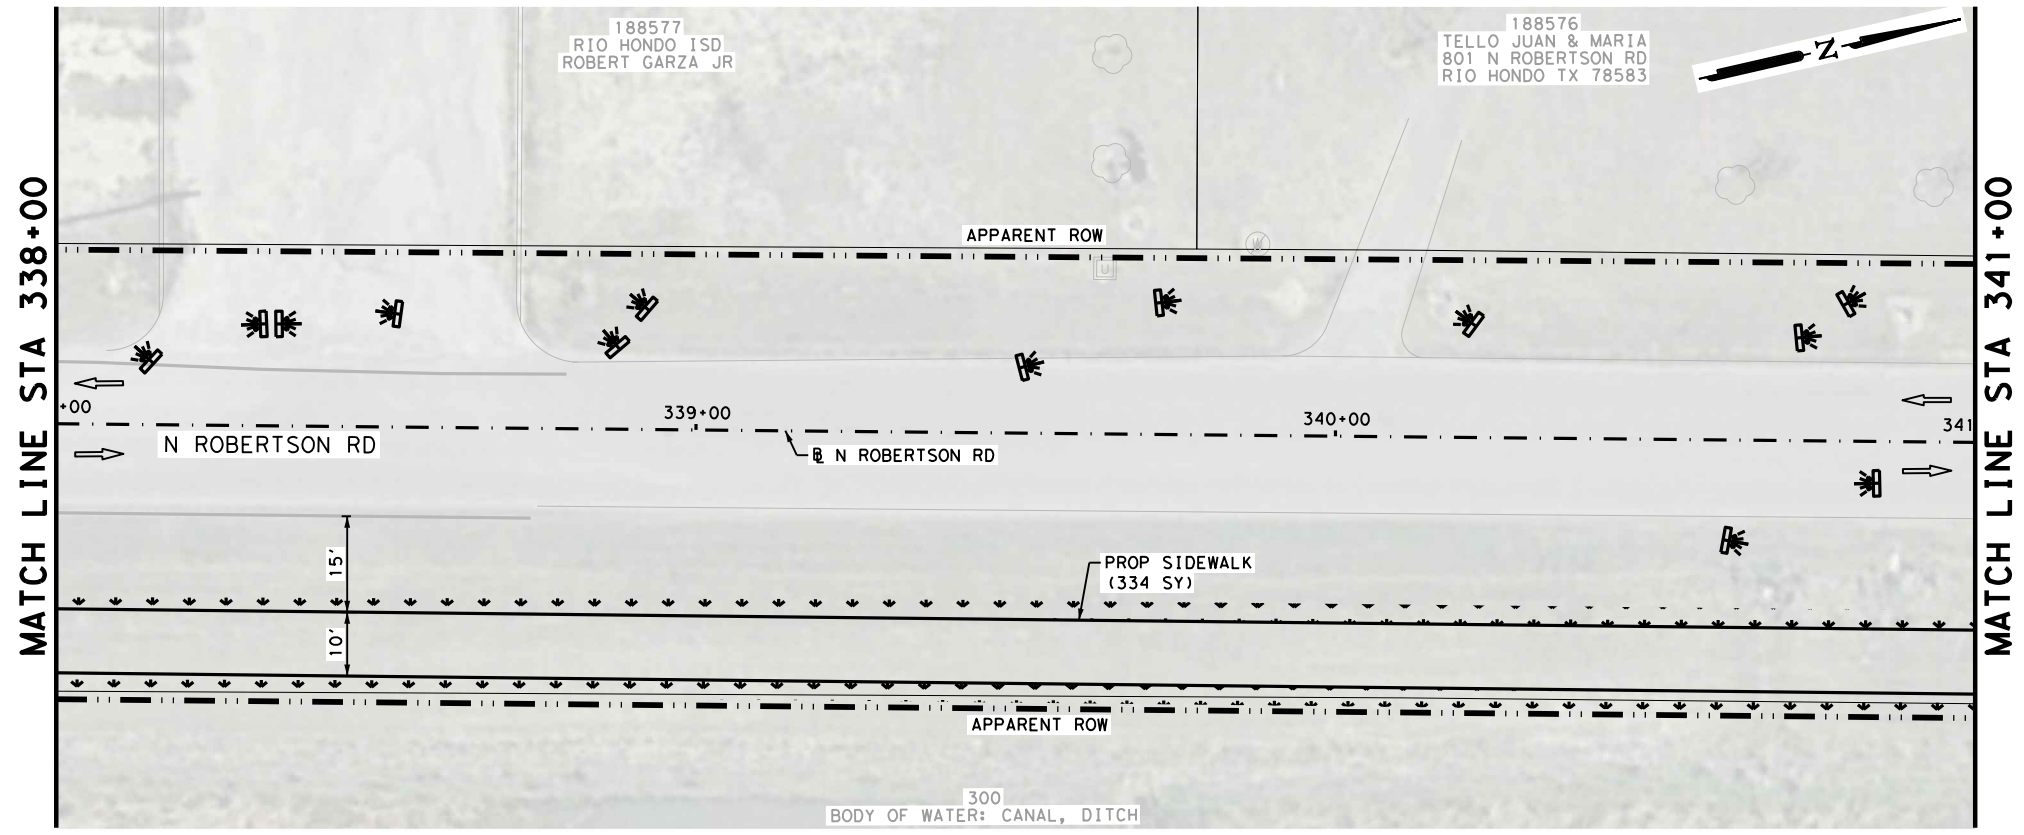 188577
RIO HONDO ISD
ROBERT GARZA JR
188576
TELLO JUAN & MARIA
801 N ROBERTSON RD
RIO HONDO TX 78583
N
MATCH LINE STA 338+00
MATCH LINE STA 341+00
APPARENT ROW
W
U
+00
339+00
340+00
341
N ROBERTSON RD
BL N ROBERTSON RD
15'
10'
PROP SIDEWALK
(334 SY)
APPARENT ROW
300
BODY OF WATER: CANAL, DITCH